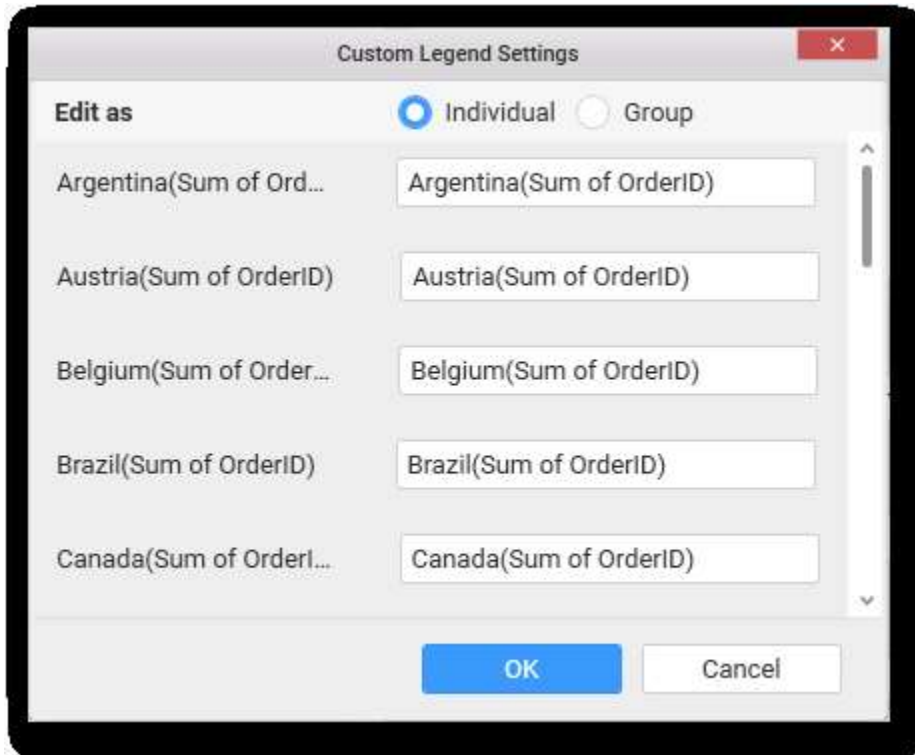 Custom Legend Settings
Edit as Individual Group
Argentina(Sum of Ord... Argentina(Sum of OrderID)
Austria(Sum of OrderID) Austria(Sum of OrderID)
Belgium(Sum of Order... Belgium(Sum of OrderID)
Brazil(Sum of OrderID) Brazil(Sum of OrderID)
Canada(Sum of OrderI... Canada(Sum of OrderID)
OK Cancel